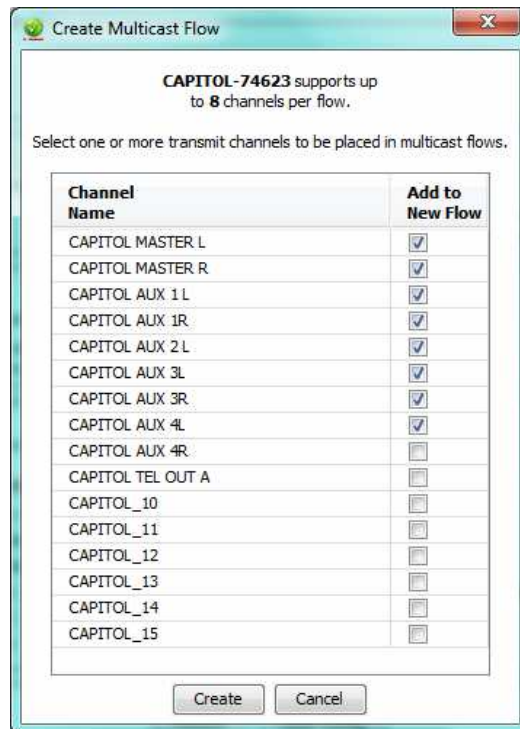 Create Multicast Flow
CAPITOL-74623 supports up
to 8 channels per flow.
Select one or more transmit channels to be placed in multicast flows.
Channel Name
Add to New Flow
CAPITOL MASTER L
CAPITOL MASTER R
CAPITOL AUX 1 L
CAPITOL AUX 1R
CAPITOL AUX 2 L
CAPITOL AUX 3L
CAPITOL AUX 3R
CAPITOL AUX 4L
CAPITOL AUX 4R
CAPITOL TEL OUT A
CAPITOL_10
CAPITOL_11
CAPITOL_12
CAPITOL_13
CAPITOL_14
CAPITOL_15
Create Cancel